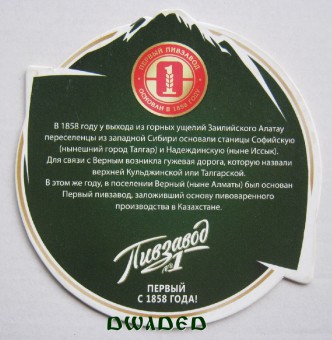 ПЕРВЫЙ ПИВЗАВОД
1
ОСНОВАН В 1858 ГОДУ
В 1858 году у выхода из горных ущелий Заилийского Алатау
переселенцы из западной Сибири основали станицы Софийскую
(нынешний город Талгар) и Надеждинскую (ныне Иссык).
Для связи с Верным возникла гужевая дорога, которую назвали
верхней Кульджинской или Талгарской.
В этом же году, в поселении Верный (ныне Алматы) был основан
Первый пивзавод, заложивший основу пивоваренного
производства в Казахстане.
Пивзавод
№1
ПЕРВЫЙ
С 1858 ГОДА!
DWADED